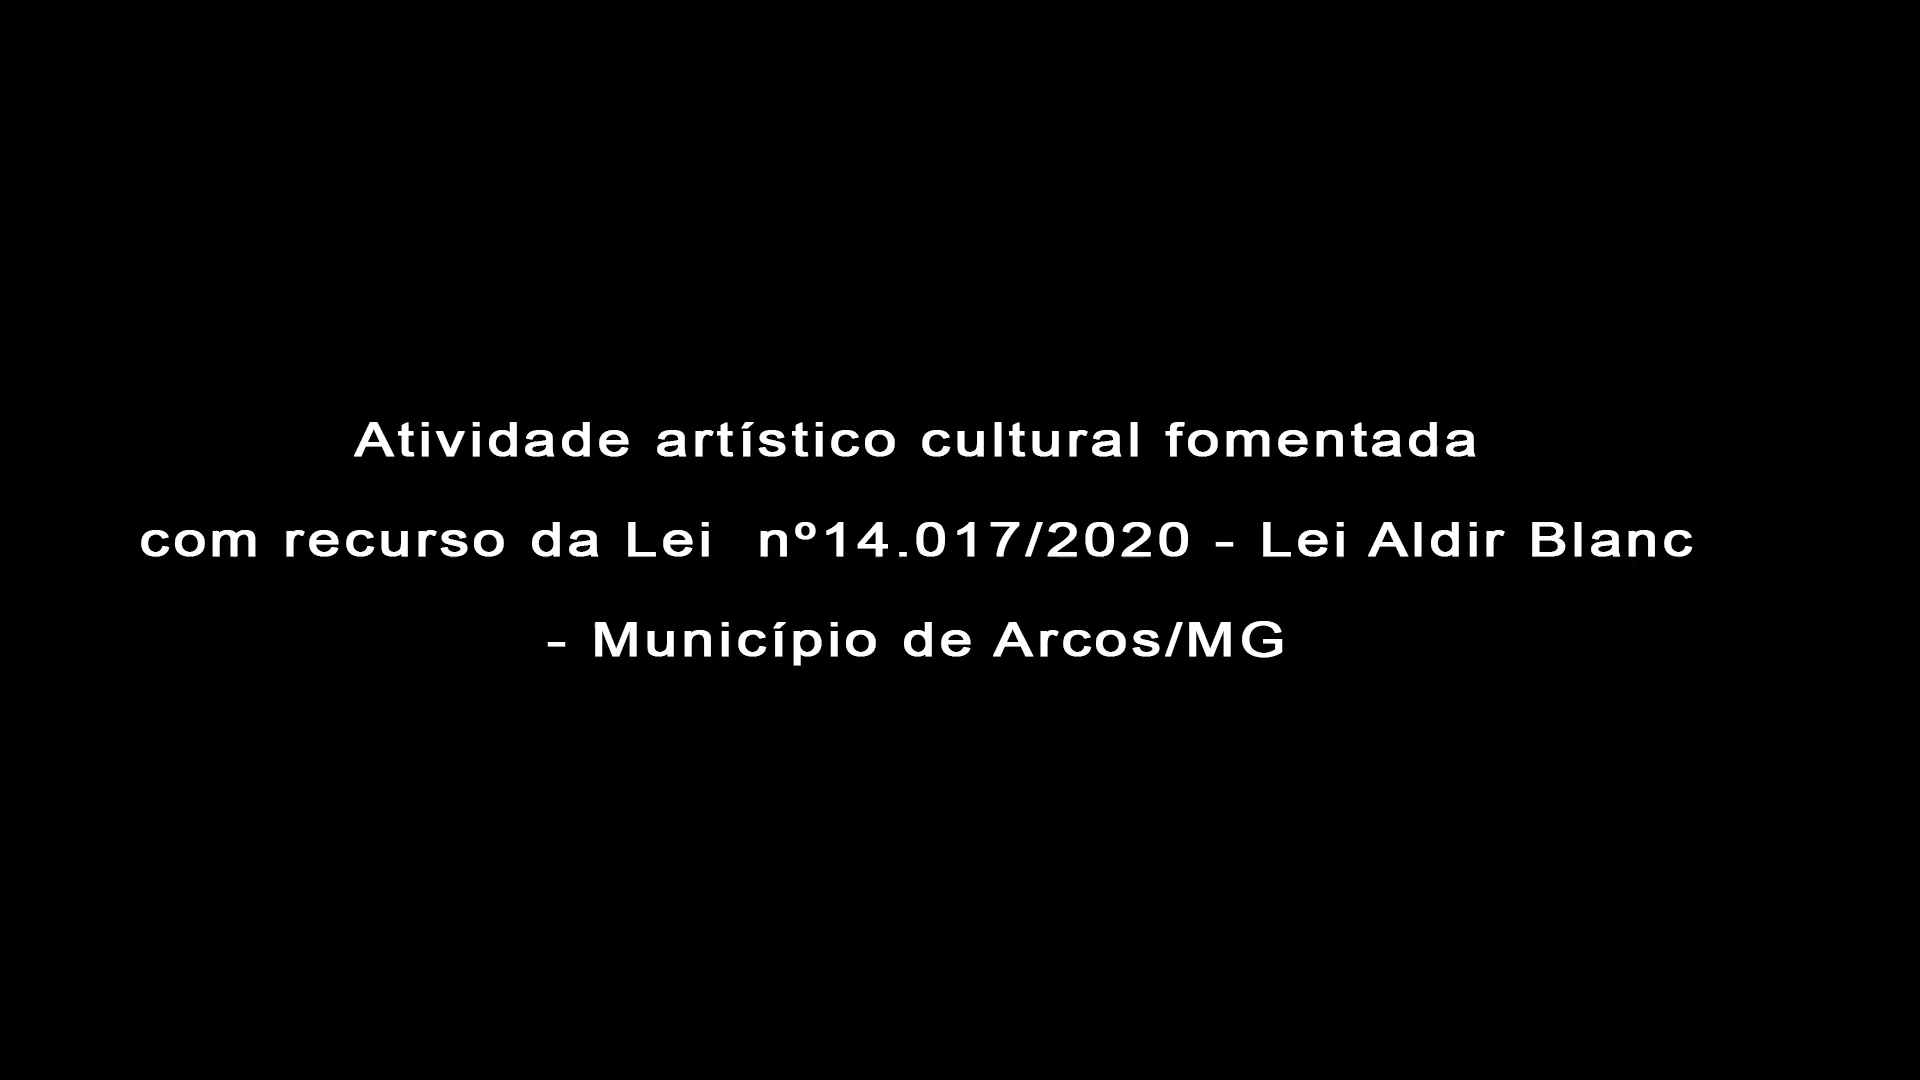 Atividade artístico cultural fomentada
com recurso da Lei  nº14.017/2020 - Lei Aldir Blanc
- Município de Arcos/MG